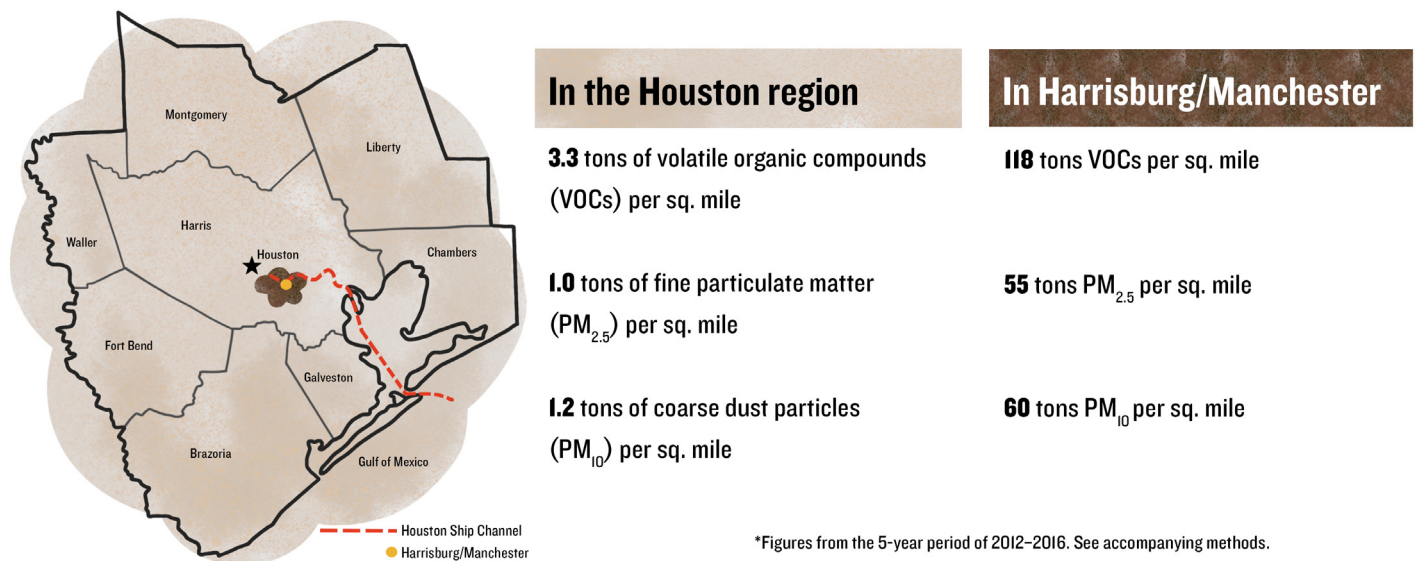 Montgomery
Liberty
Harris
Waller
Houston
Chambers
Fort Bend
Galveston
Brazoria
Gulf of Mexico
Houston Ship Channel
Harrisburg/Manchester
In the Houston region
3.3 tons of volatile organic compounds
(VOCs) per sq. mile
1.0 tons of fine particulate matter
(PM2.5) per sq. mile
1.2 tons of coarse dust particles
(PM10) per sq. mile
In Harrisburg/Manchester
118 tons VOCs per sq. mile
55 tons PM2.5 per sq. mile
60 tons PM10 per sq. mile
*Figures from the 5-year period of 2012–2016. See accompanying methods.